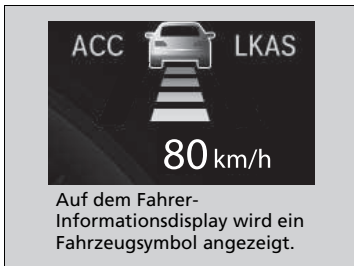 ACC LKAS
80 km/h
Auf dem Fahrer-
Informationsdisplay wird ein
Fahrzeugsymbol angezeigt.